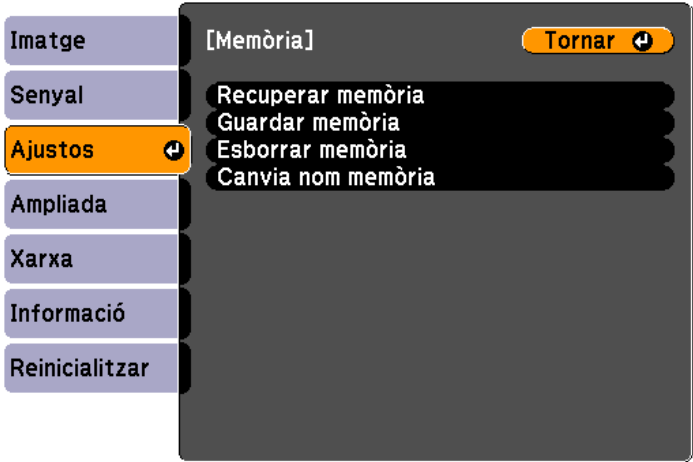 Imatge
Senyal
Ajustos
Ampliada
Xarxa
Informació
Reinicialitzar
[Memòria]
Tornar
Recuperar memòria
Guardar memòria
Esborrar memòria
Canvia nom memòria